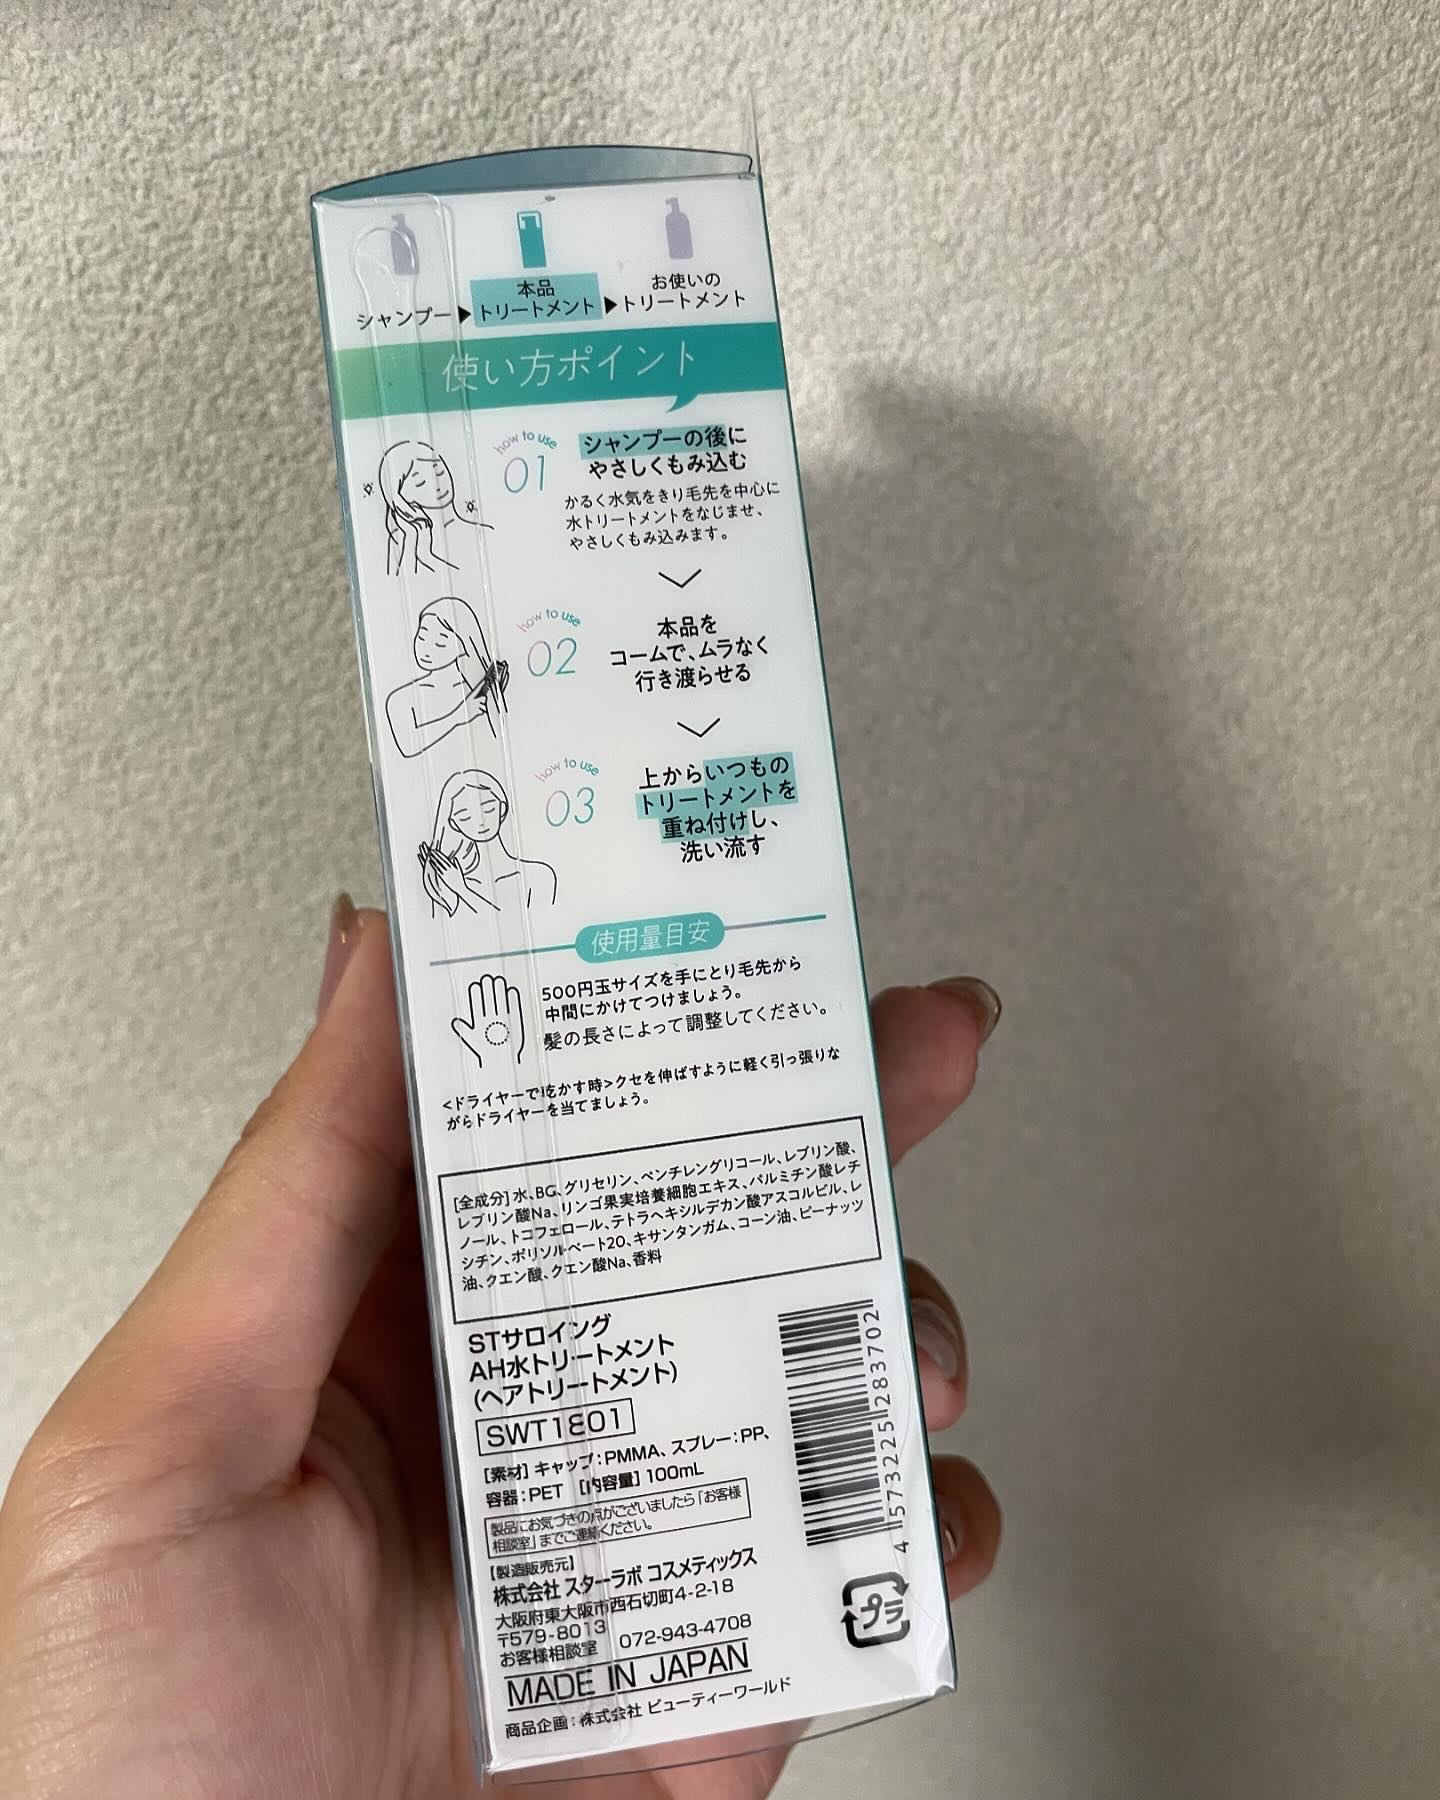 シャンプー▶
本品
トリートメント
▶
お使いの
トリートメント
使い方ポイント
how to use
01
シャンプーの後に
やさしくもみ込む
かるく水気をきり毛先を中心に
水トリートメントをなじませ、
やさしくもみ込みます。
how to use
02
本品を
コームで、ムラなく
行き渡らせる
how to use
03
上からいつもの
トリートメントを
重ね付けし、
洗い流す
使用量目安
500円玉サイズを手にとり毛先から
中間にかけてつけましょう。
髪の長さによって調整してください。
<ドライヤーで乾かす時>クセを伸ばすように軽く引っ張りな
がらドライヤーを当てましょう。
[全成分]水、BG、グリセリン、ペンチレングリコール、レブリン酸、
レブリン酸Na、リンゴ果実培養細胞エキス、パルミチン酸レチ
ノール、トコフェロール、テトラヘキシルデカン酸アスコルビル、レ
シチン、ポリソルベート20、キサンタンガム、コーン油、ピーナッツ
油、クエン酸、クエン酸Na、香料
STサロイング
AH水トリートメント
(ヘアトリートメント)
SWT1801
[素材]キャップ:PMMA、スプレー:PP、
容器:PET [内容量]100mL
製品にお気づきの点がございましたら「お客様
相談室」までご連絡ください。
【製造販売元】
株式会社 スターラボ コスメティックス
大阪府東大阪市西石切町4-2-18
〒579-8013
お客様相談室 072-943-4708
MADE IN JAPAN
商品企画:株式会社 ビューティーワールド
4 573225 283702
プラ